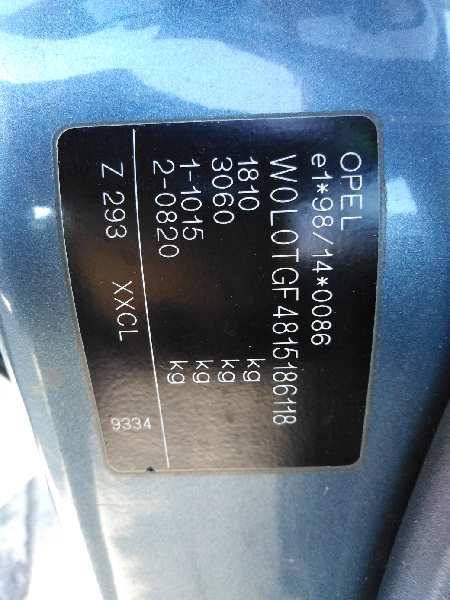 OPEL
e1*98/14*0086
W0L0TGF4815186118
1810 kg
3060 kg
1-1015 kg
2-0820 kg
Z 293 XXCL 9334